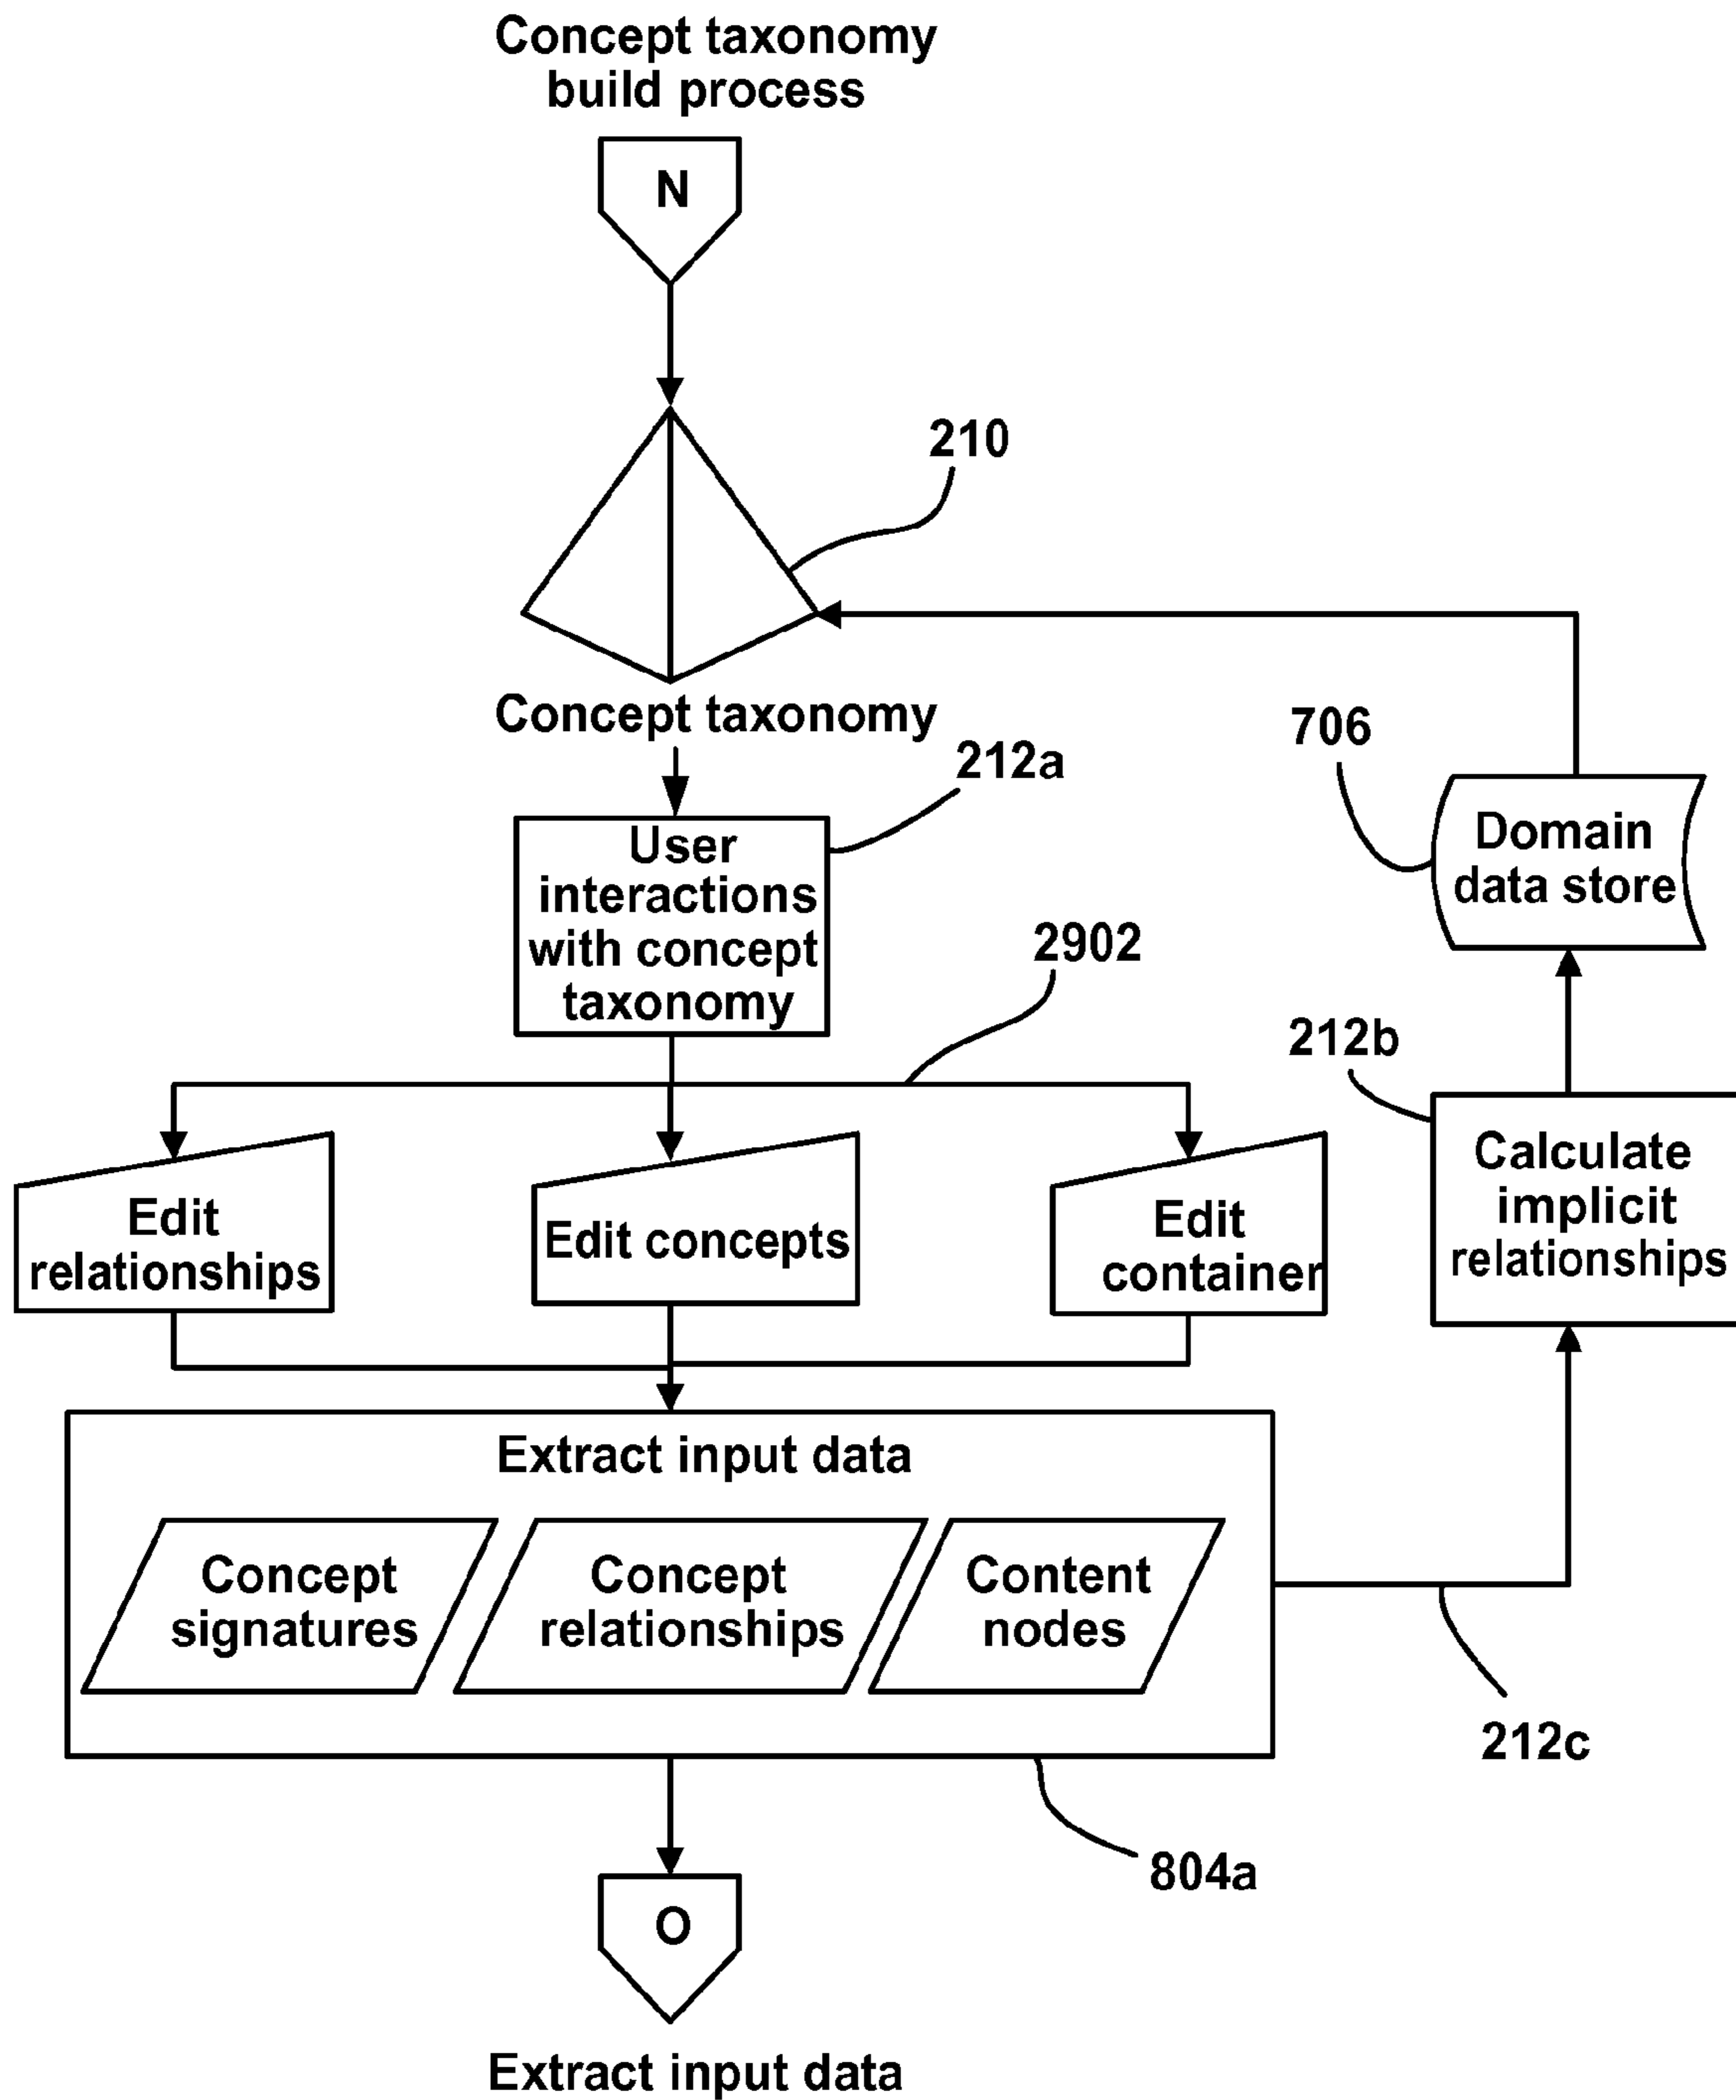 Concept taxonomy
build process
N
210
Concept taxonomy
212a
706
User
interactions
with concept
taxonomy
Domain
data store
2902
212b
Edit
relationships
Edit concepts
Edit
container
Calculate
implicit
relationships
Extract input data
Concept
signatures
Concept
relationships
Content
nodes
212c
804a
O
Extract input data